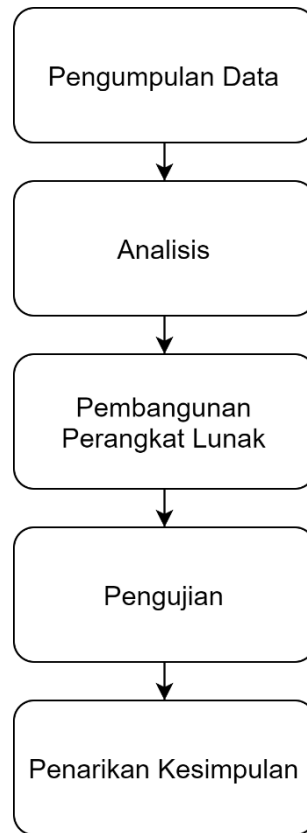 Pengumpulan Data
Analisis
Pembangunan
Perangkat Lunak
Pengujian
Penarikan Kesimpulan